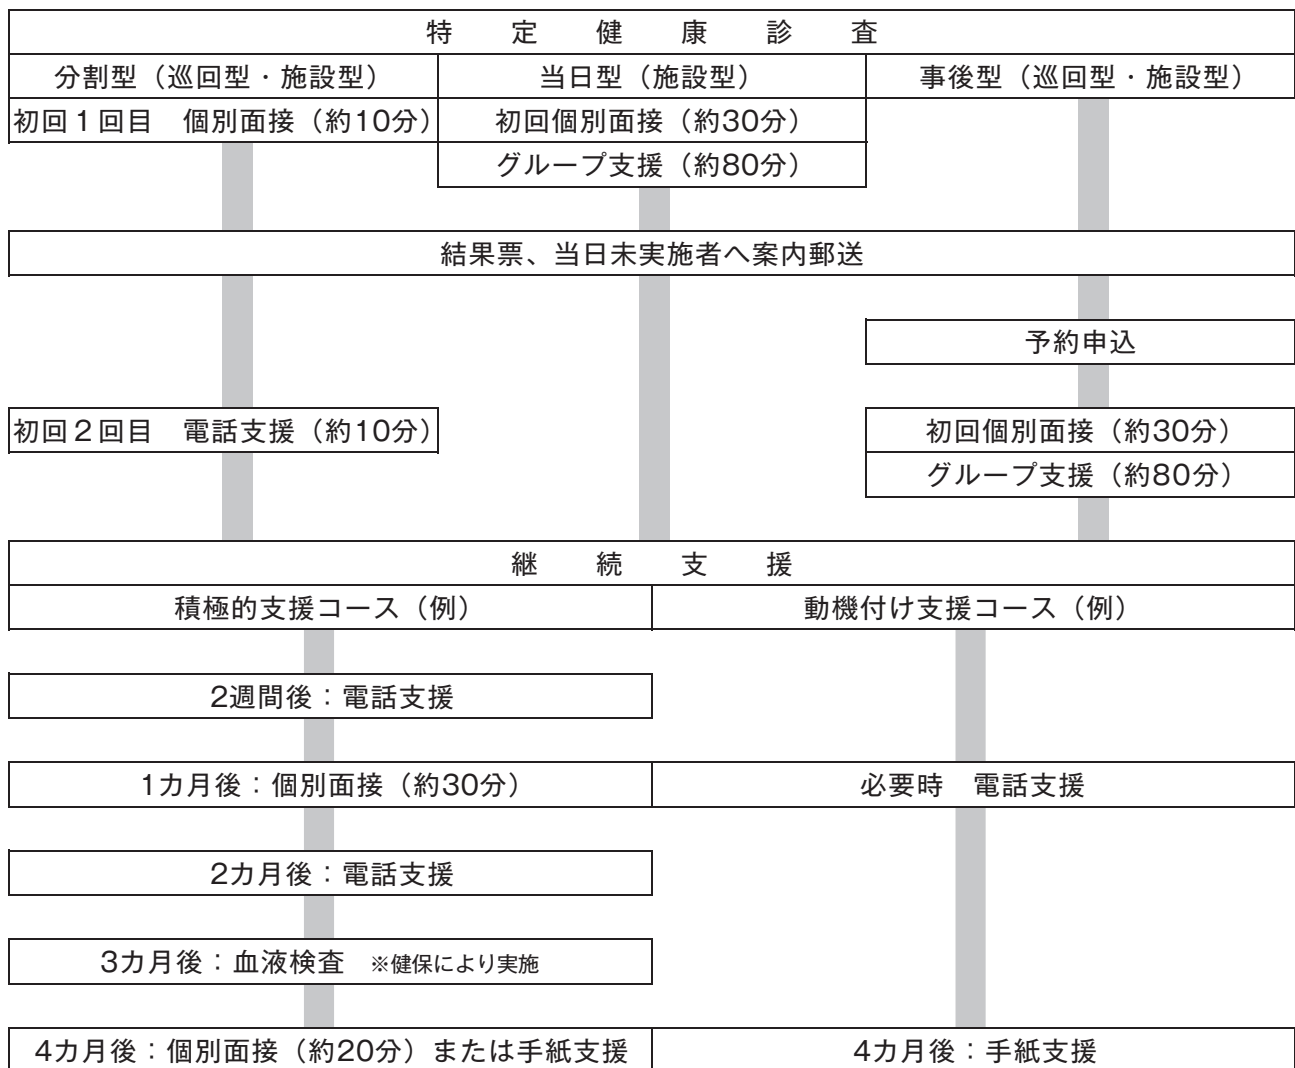 特定健康診査
分割型（巡回型・施設型）
当日型（施設型）
事後型（巡回型・施設型）
初回１回目　個別面接（約10分）
初回個別面接（約30分）
グループ支援（約80分）
結果票、当日未実施者へ案内郵送
予約申込
初回２回目　電話支援（約10分）
初回個別面接（約30分）
グループ支援（約80分）
継続支援
積極的支援コース（例）
動機付け支援コース（例）
2週間後：電話支援
1カ月後：個別面接（約30分）
必要時　電話支援
2カ月後：電話支援
3カ月後：血液検査　※健保により実施
4カ月後：個別面接（約20分）または手紙支援
4カ月後：手紙支援